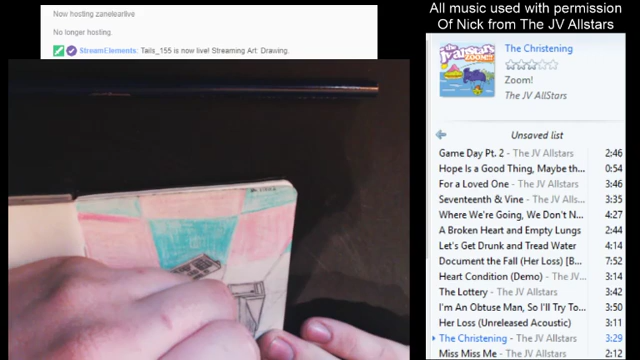 Now hosting zanelearlive
No longer hosting.
StreamElements: Tails_155 is now live! Streaming Art: Drawing.
All music used with permission
Of Nick from The JV Allstars
The Christening
Zoom!
The JV AllStars
Unsaved list
Game Day Pt. 2 - The JV Allstars 2:46
Hope Is a Good Thing, Maybe th... 0:54
For a Loved One - The JV Allstars 3:46
Seventeenth & Vine - The JV Allstars 3:35
Where We're Going, We Don't N... 4:27
A Broken Heart and Empty Lungs 2:44
Let's Get Drunk and Tread Water 4:14
Document the Fall (Her Loss) [B... 7:52
Heart Condition (Demo) - The JV... 3:14
The Lottery - The JV Allstars 3:42
I'm An Obtuse Man, So I'll Try To... 3:50
Her Loss (Unreleased Acoustic) 3:11
The Christening - The JV Allstars 3:29
Miss Miss Me - The JV Allstars 2:12